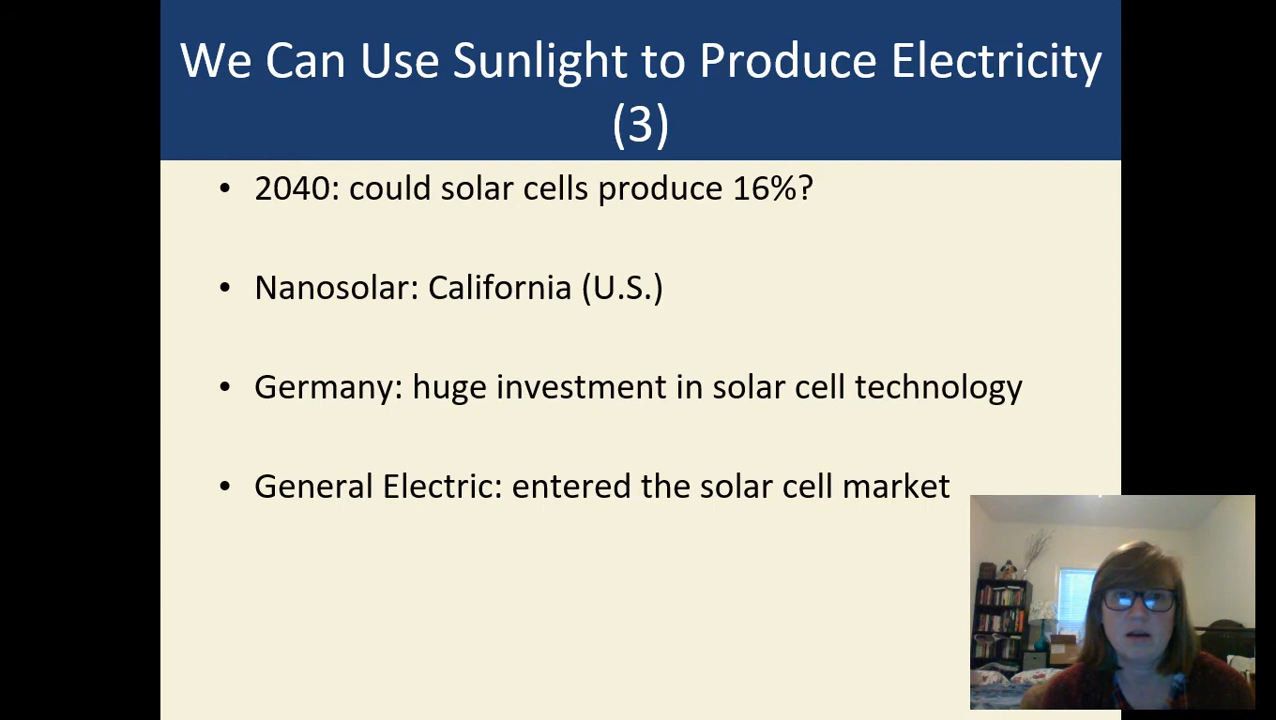 We Can Use Sunlight to Produce Electricity
(3)
• 2040: could solar cells produce 16%?
• Nanosolar: California (U.S.)
• Germany: huge investment in solar cell technology
• General Electric: entered the solar cell market